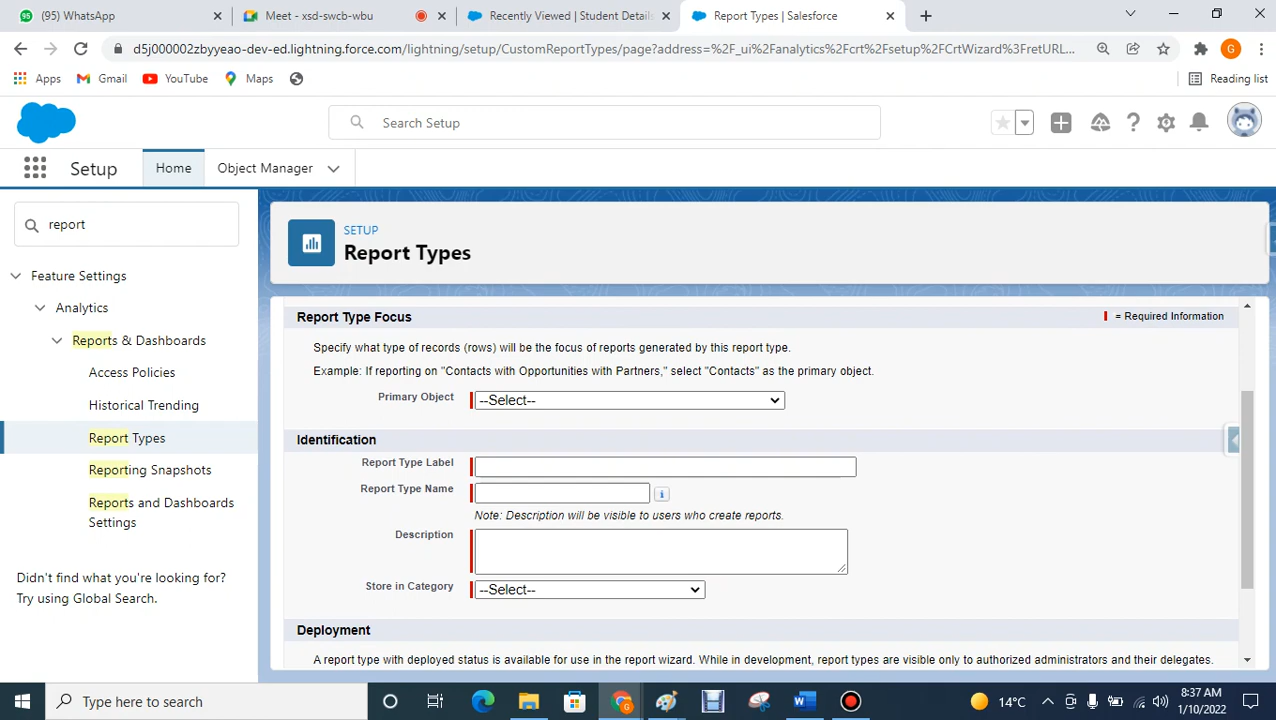 (95) WhatsApp
Meet - xsd-swcb-wbu
Recently Viewed | Student Details
Report Types | Salesforce
d5j000002zbyyeao-dev-ed.lightning.force.com/lightning/setup/CustomReportTypes/page?address=%2F_ui%2Fanalytics%2Fcrt%2Fsetup%2FCrtWizard%3FretURL...
G
Apps
Gmail
YouTube
Maps
Reading list
Search Setup
Setup
Home
Object Manager
report
SETUP
Report Types
Feature Settings
Analytics
Reports & Dashboards
Access Policies
Historical Trending
Report Types
Reporting Snapshots
Reports and Dashboards
Settings
Didn't find what you're looking for?
Try using Global Search.
Report Type Focus
= Required Information
Specify what type of records (rows) will be the focus of reports generated by this report type.
Example: If reporting on "Contacts with Opportunities with Partners," select "Contacts" as the primary object.
Primary Object
--Select--
Identification
Report Type Label
Report Type Name
i
Note: Description will be visible to users who create reports.
Description
Store in Category
--Select--
Deployment
A report type with deployed status is available for use in the report wizard. While in development, report types are visible only to authorized administrators and their delegates.
Type here to search
14°C
8:37 AM
1/10/2022